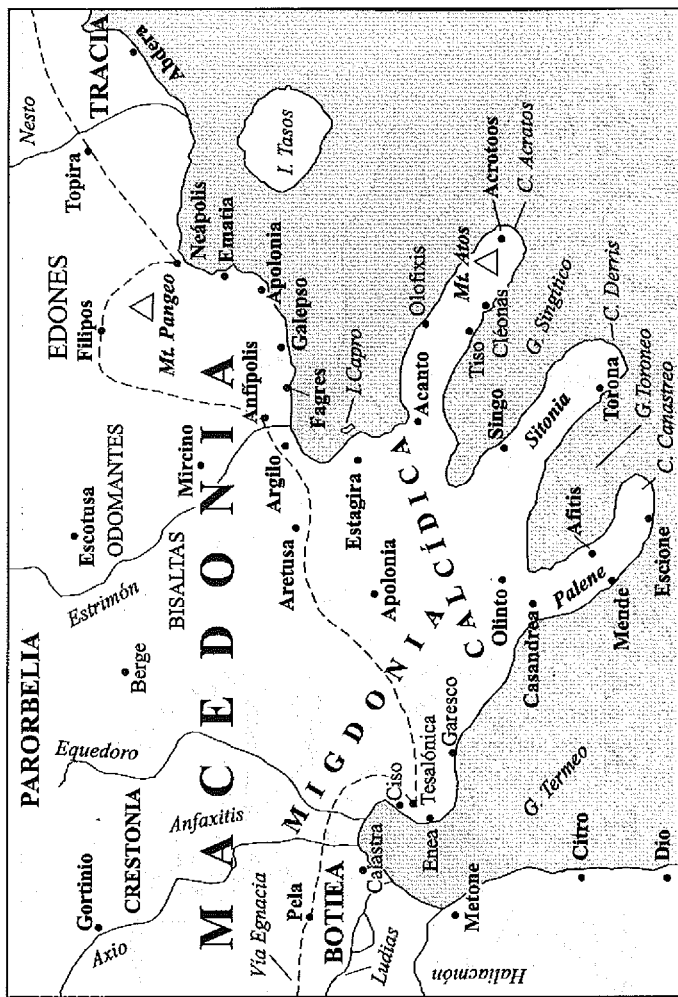 PARORBELIA
EDONES
TRACIA
Nesto
Topira
Abdera
Filipos
Mt. Pangeo
Neápolis
Ematia
Apolonia
Galepso
Fagres
I. Tasos
Escotusa
ODOMANTES
Mircino
Anfípolis
Argilo
Estrimón
BISALTAS
Berge
Equedoro
Gortinio
CRESTONIA
Anfaxitis
Axio
MACEDONIA
Aretusa
Estagira
I. Capro
Apolonia
MIGDONIA
CALCÍDICA
Acanto
Olofixis
Mt. Atos
Acrotoos
C. Acratos
Tiso
Cleonas
G. Singítico
Singo
Sitonia
Torona
C. Derris
G. Toroneo
C. Canastreo
Afitis
Olinto
Casandrea
Palene
Mende
Escione
Vía Egnacia
Pela
BOTIEA
Calastra
Ciso
Tesalónica
Garesco
Enea
G. Termeo
Ludias
Haliacmón
Metone
Citro
Dio